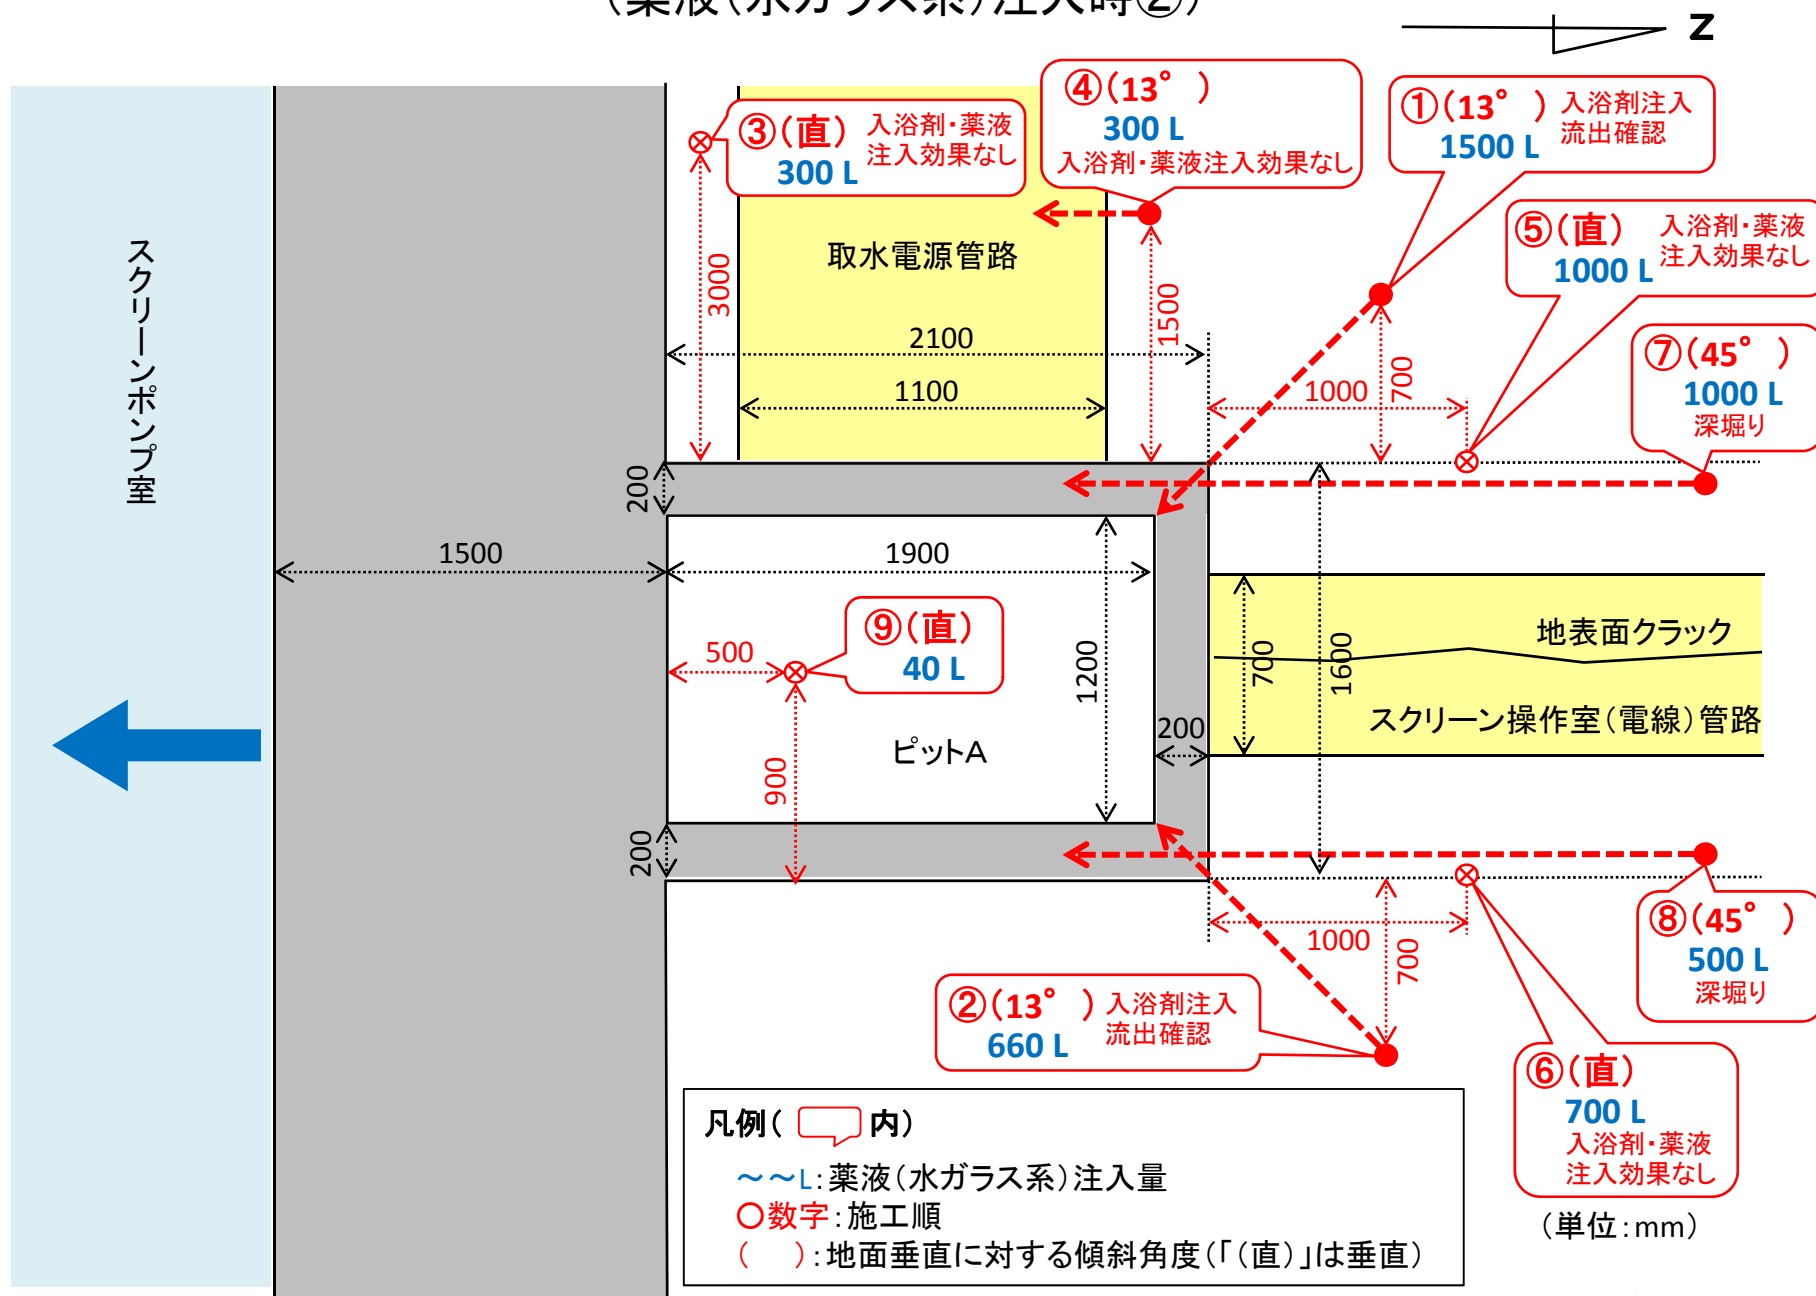 (薬液(水ガラス系)注入時②)
Z
④(13°)
300 L
入浴剤・薬液注入効果なし
①(13°)
1500 L
入浴剤注入
流出確認
③(直)
300 L
入浴剤・薬液
注入効果なし
⑤(直)
1000 L
入浴剤・薬液
注入効果なし
取水電源管路
スクリーンポンプ室
3000
1500
2100
1100
1000
700
⑦(45°)
1000 L
深堀り
200
1500
1900
⑨(直)
40 L
500
1200
900
ピットA
200
700
1600
地表面クラック
スクリーン操作室(電線)管路
200
⑧(45°)
500 L
深堀り
1000
700
②(13°)
660 L
入浴剤注入
流出確認
⑥(直)
700 L
入浴剤・薬液
注入効果なし
凡例( 内)
~~L:薬液(水ガラス系)注入量
○数字:施工順
( ):地面垂直に対する傾斜角度(「(直)」は垂直)
(単位:mm)